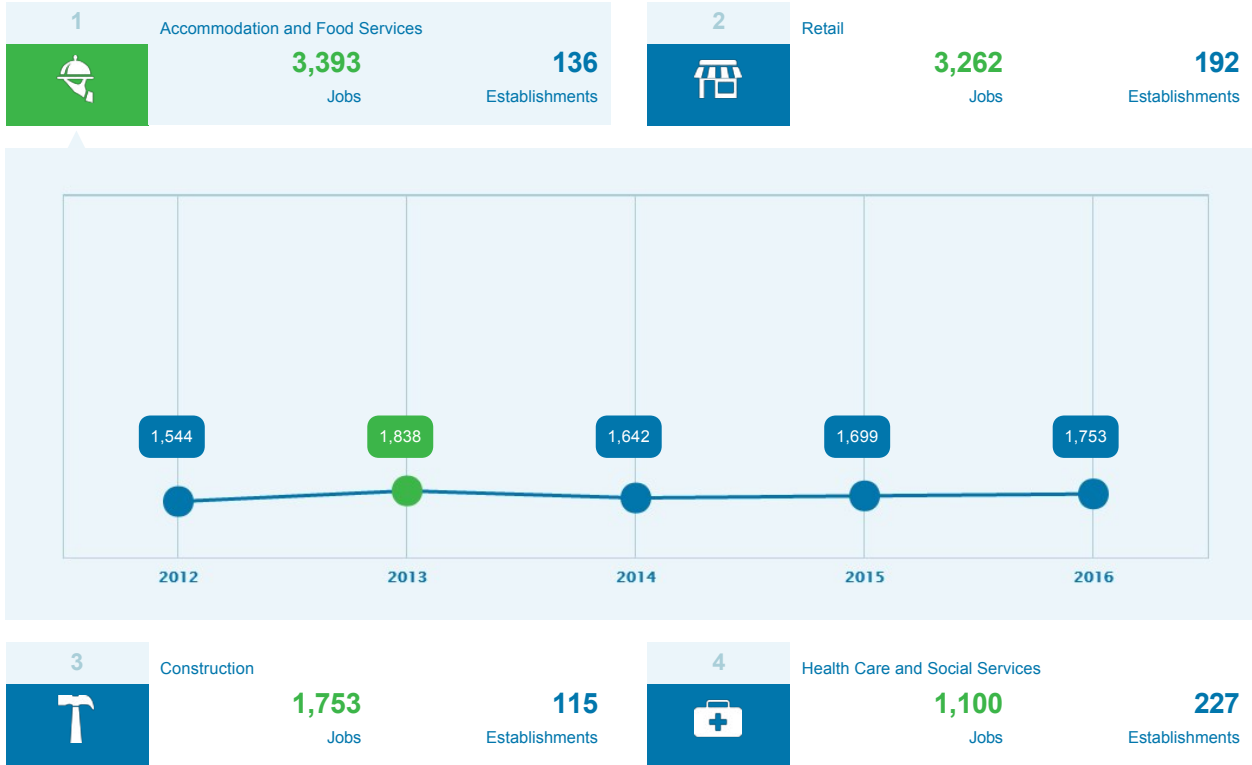 1
Accommodation and Food Services
3,393
136
Jobs
Establishments
2
Retail
3,262
192
Jobs
Establishments
1,544
1,838
1,642
1,699
1,753
2012
2013
2014
2015
2016
3
Construction
1,753
115
Jobs
Establishments
4
Health Care and Social Services
1,100
227
Jobs
Establishments